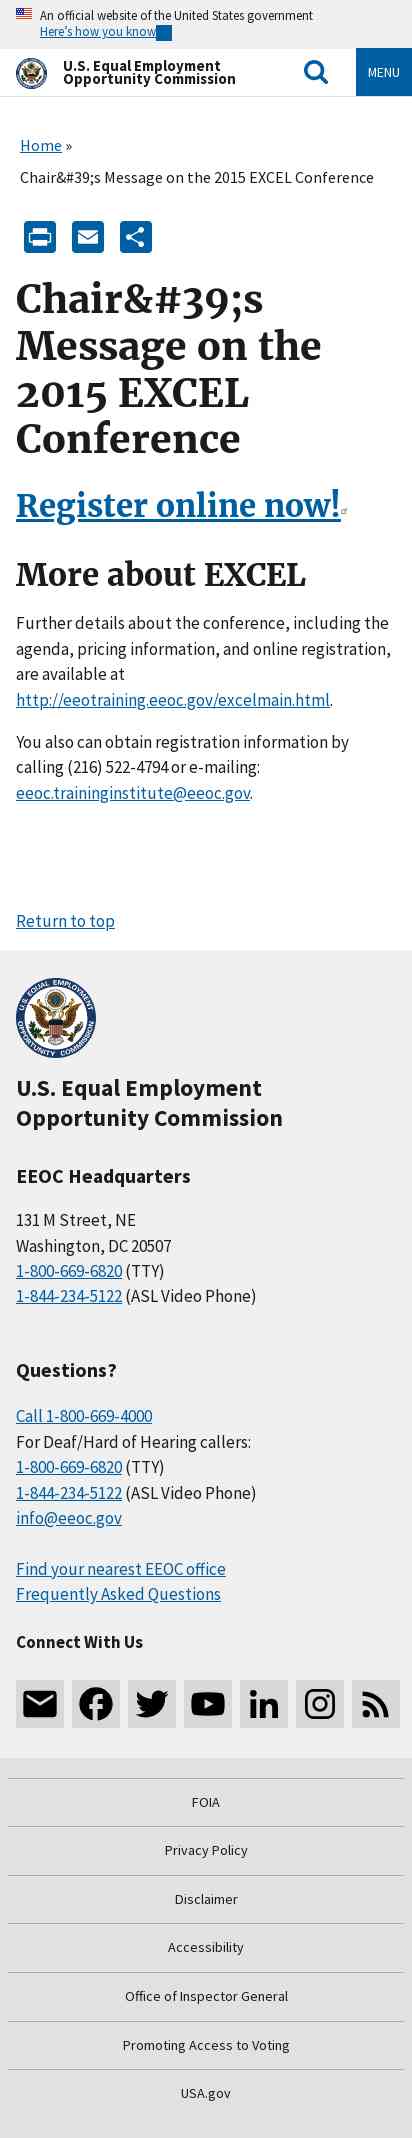 An official website of the United States government
Here's how you know
U.S. Equal Employment
Opportunity Commission
MENU
Home »
Chair&#39;s Message on the 2015 EXCEL Conference
Chair&#39;s
Message on the
2015 EXCEL
Conference
Register online now!
More about EXCEL
Further details about the conference, including the
agenda, pricing information, and online registration,
are available at
http://eeotraining.eeoc.gov/excelmain.html.
You also can obtain registration information by
calling (216) 522-4794 or e-mailing:
eeoc.traininginstitute@eeoc.gov.
Return to top
U.S. EQUAL EMPLOYMENT
OPPORTUNITY COMMISSION
U.S. Equal Employment
Opportunity Commission
EEOC Headquarters
131 M Street, NE
Washington, DC 20507
1-800-669-6820 (TTY)
1-844-234-5122 (ASL Video Phone)
Questions?
Call 1-800-669-4000
For Deaf/Hard of Hearing callers:
1-800-669-6820 (TTY)
1-844-234-5122 (ASL Video Phone)
info@eeoc.gov
Find your nearest EEOC office
Frequently Asked Questions
Connect With Us
FOIA
Privacy Policy
Disclaimer
Accessibility
Office of Inspector General
Promoting Access to Voting
USA.gov